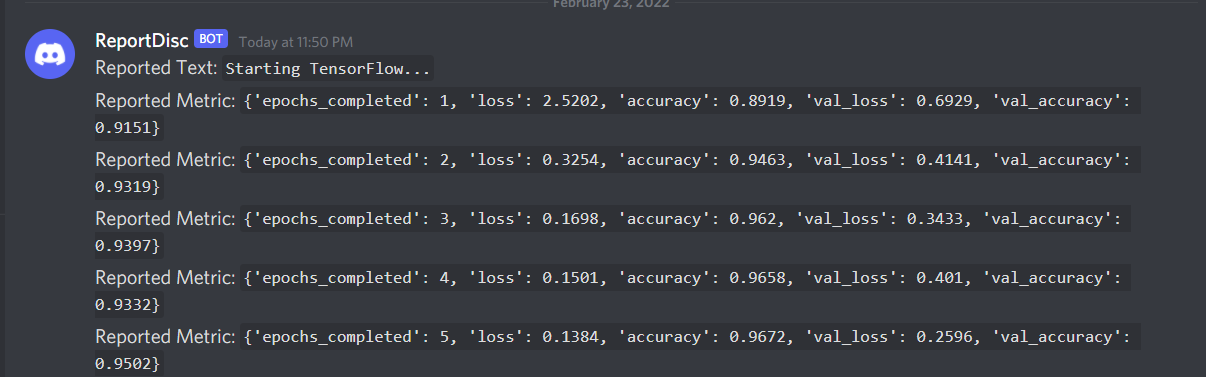 February 23, 2022
ReportDisc BOT Today at 11:50 PM
Reported Text: Starting TensorFlow...
Reported Metric: {'epochs_completed': 1, 'loss': 2.5202, 'accuracy': 0.8919, 'val_loss': 0.6929, 'val_accuracy':
0.9151}
Reported Metric: {'epochs_completed': 2, 'loss': 0.3254, 'accuracy': 0.9463, 'val_loss': 0.4141, 'val_accuracy':
0.9319}
Reported Metric: {'epochs_completed': 3, 'loss': 0.1698, 'accuracy': 0.962, 'val_loss': 0.3433, 'val_accuracy':
0.9397}
Reported Metric: {'epochs_completed': 4, 'loss': 0.1501, 'accuracy': 0.9658, 'val_loss': 0.401, 'val_accuracy':
0.9332}
Reported Metric: {'epochs_completed': 5, 'loss': 0.1384, 'accuracy': 0.9672, 'val_loss': 0.2596, 'val_accuracy':
0.9502}